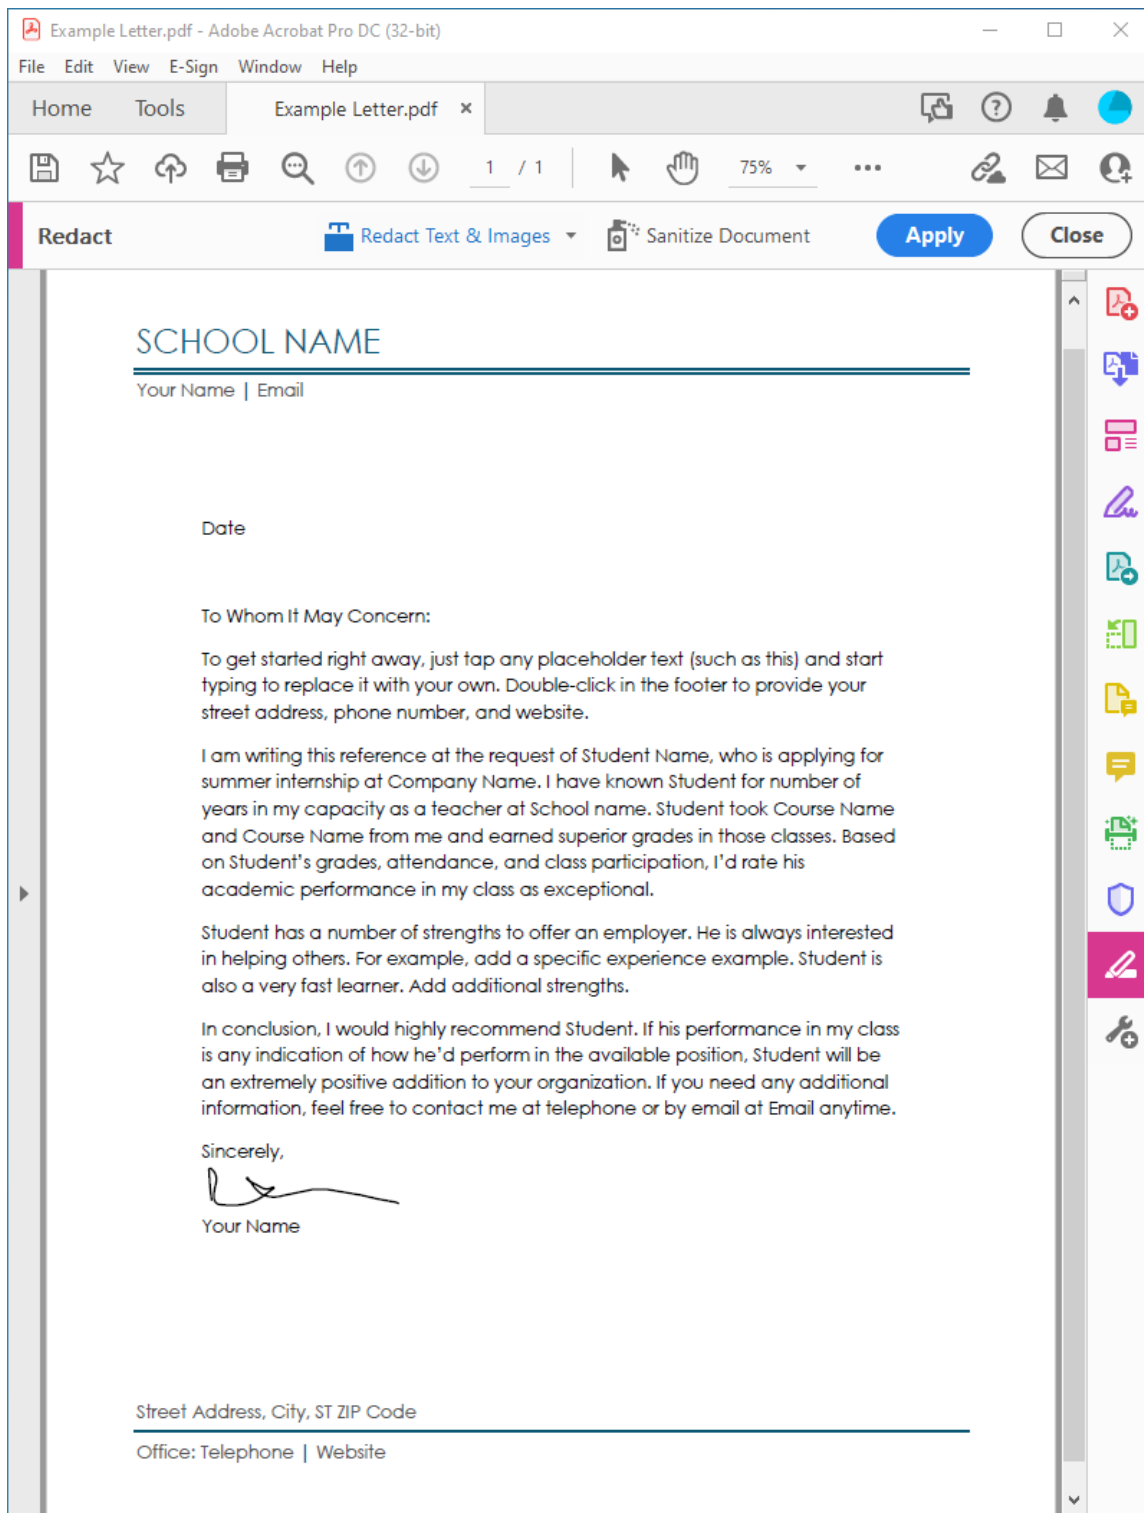 Example Letter.pdf - Adobe Acrobat Pro DC (32-bit)
File Edit View E-Sign Window Help
Home Tools Example Letter.pdf ×
1 / 1 75%
Redact Redact Text & Images Sanitize Document Apply Close
SCHOOL NAME
Your Name | Email
Date
To Whom It May Concern:
To get started right away, just tap any placeholder text (such as this) and start
typing to replace it with your own. Double-click in the footer to provide your
street address, phone number, and website.
I am writing this reference at the request of Student Name, who is applying for
summer internship at Company Name. I have known Student for number of
years in my capacity as a teacher at School name. Student took Course Name
and Course Name from me and earned superior grades in those classes. Based
on Student’s grades, attendance, and class participation, I’d rate his
academic performance in my class as exceptional.
Student has a number of strengths to offer an employer. He is always interested
in helping others. For example, add a specific experience example. Student is
also a very fast learner. Add additional strengths.
In conclusion, I would highly recommend Student. If his performance in my class
is any indication of how he’d perform in the available position, Student will be
an extremely positive addition to your organization. If you need any additional
information, feel free to contact me at telephone or by email at Email anytime.
Sincerely,
Your Name
Street Address, City, ST ZIP Code
Office: Telephone | Website